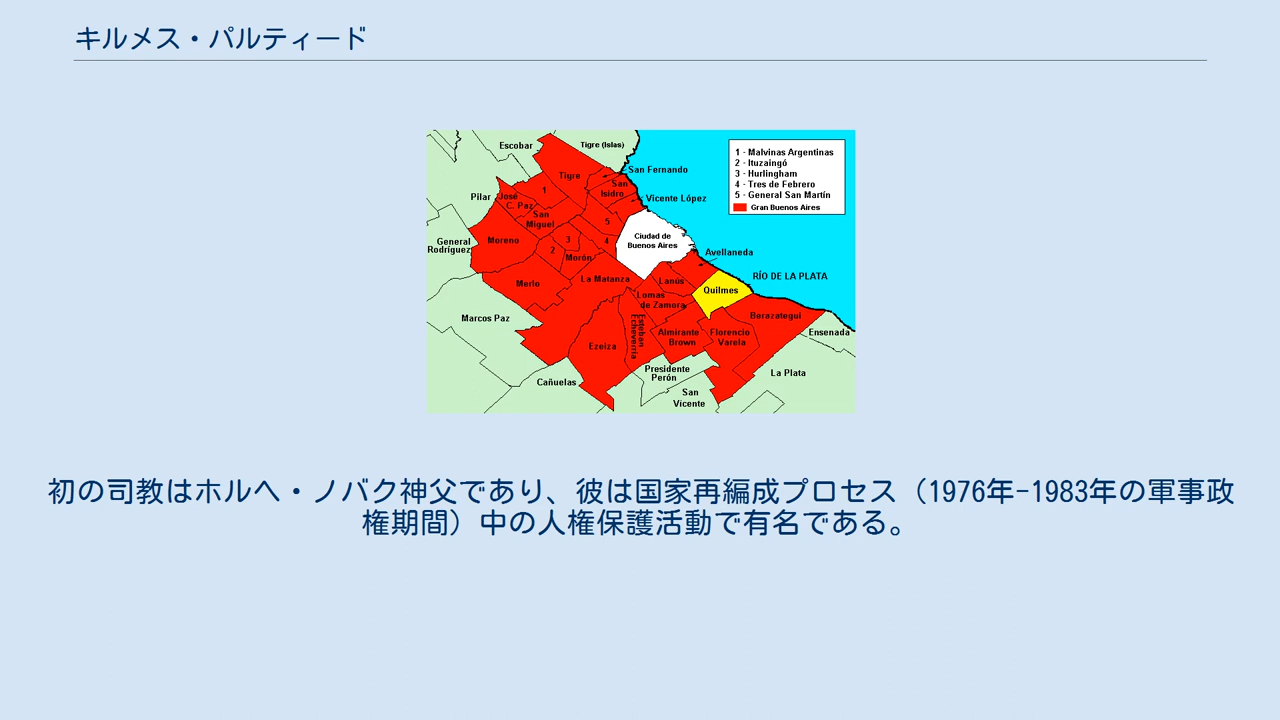 キルメス・パルティード
Escobar
Tigre (Islas)
San Fernando
Tigre
San
Isidro
Vicente López
Pilar
José
C. Paz
1
San
Miguel
5
General
Rodríguez
Moreno
3
4
2
Morón
Ciudad de
Buenos Aires
Avellaneda
Merlo
La Matanza
Lanús
RÍO DE LA PLATA
Quilmes
Lomas
de Zamora
Marcos Paz
Berazategui
Esteban
Echeverría
Almirante
Brown
Florencio
Varela
Ensenada
Ezeiza
Presidente
Perón
La Plata
Cañuelas
San
Vicente
1 - Malvinas Argentinas
2 - Ituzaingó
3 - Hurlingham
4 - Tres de Febrero
5 - General San Martín
Gran Buenos Aires
初の司教はホルヘ・ノバク神父であり、彼は国家再編成プロセス（1976年-1983年の軍事政
権期間）中の人権保護活動で有名である。